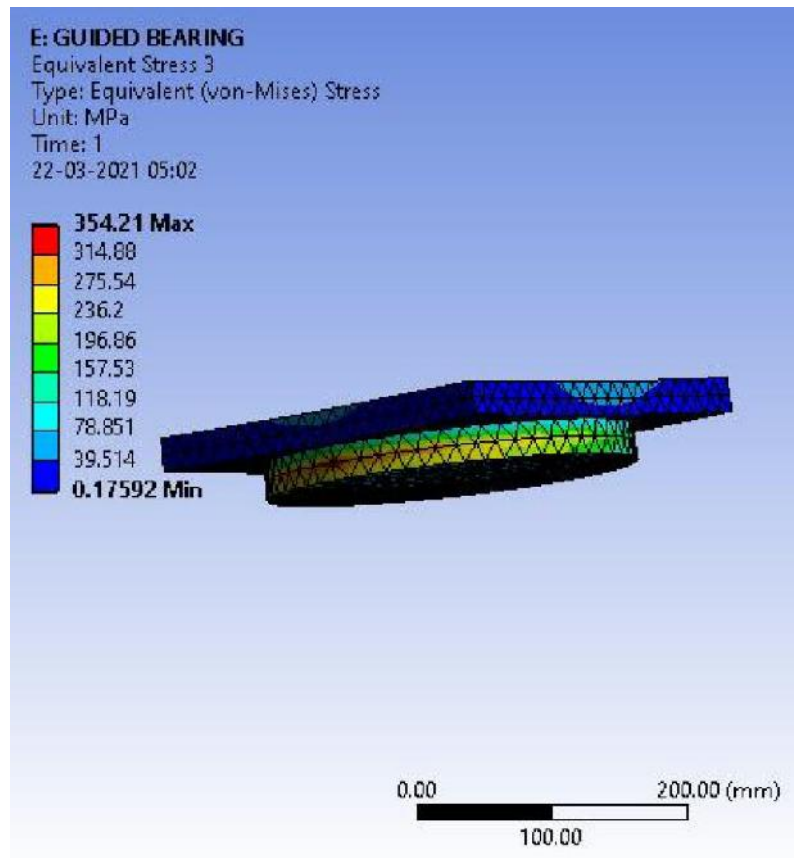 E: GUIDED BEARING
Equivalent Stress 3
Type: Equivalent (von-Mises) Stress
Unit: MPa
Time: 1
22-03-2021 05:02
354.21 Max
314.88
275.54
236.2
196.86
157.53
118.19
78.851
39.514
0.17592 Min
0.00 200.00 (mm)
100.00